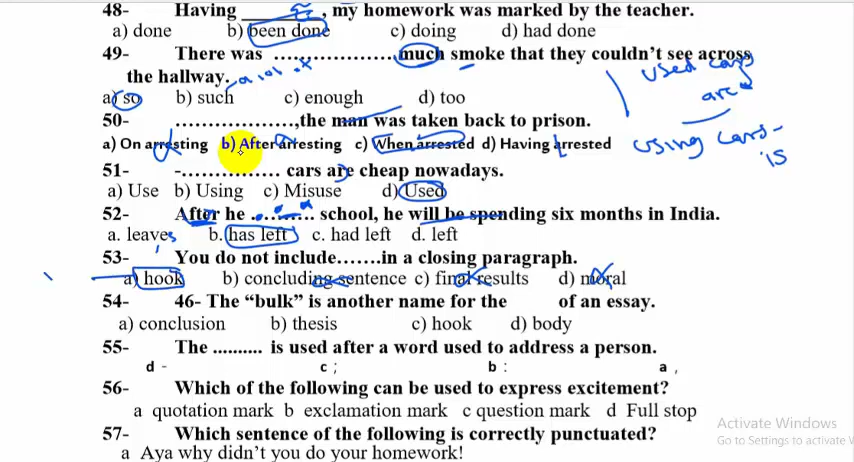 48- Having ________, my homework was marked by the teacher.
a) done b) been done c) doing d) had done
49- There was ....................much smoke that they couldn't see across
the hallway.
a) so b) such c) enough d) too
used cars
are
50- ...................,the man was taken back to prison.
a) On arresting b) After arresting c) When arrested d) Having arrested
using cars
is
51- -................ cars are cheap nowadays.
a) Use b) Using c) Misuse d) Used
52- After he .......... school, he will be spending six months in India.
a. leaves b. has left c. had left d. left
53- You do not include.......in a closing paragraph.
a) hook b) concluding sentence c) final results d) moral
54- 46- The “bulk” is another name for the of an essay.
a) conclusion b) thesis c) hook d) body
55- The .......... is used after a word used to address a person.
d - c ; b : a ,
56- Which of the following can be used to express excitement?
a quotation mark b exclamation mark c question mark d Full stop
57- Which sentence of the following is correctly punctuated?
a Aya why didn't you do your homework!
Activate Windows
Go to Settings to activate